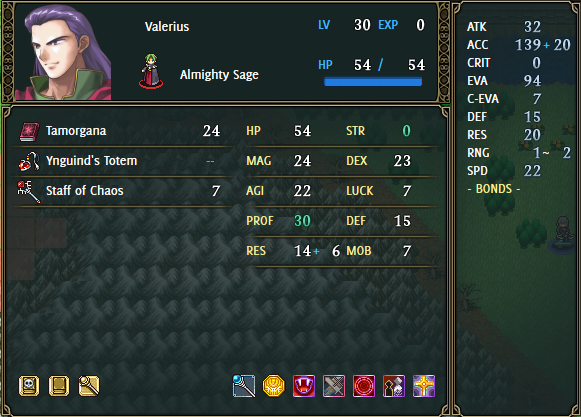 Valerius
LV 30 EXP 0
Almighty Sage
HP 54 / 54
Tamorgana 24
Ynguind's Totem --
Staff of Chaos 7
HP 54 STR 0
MAG 24 DEX 23
AGI 22 LUCK 7
PROF 30 DEF 15
RES 14+ 6 MOB 7
ATK 32
ACC 139+ 20
CRIT 0
EVA 94
C-EVA 7
DEF 15
RES 20
RNG 1~ 2
SPD 22
- BONDS -